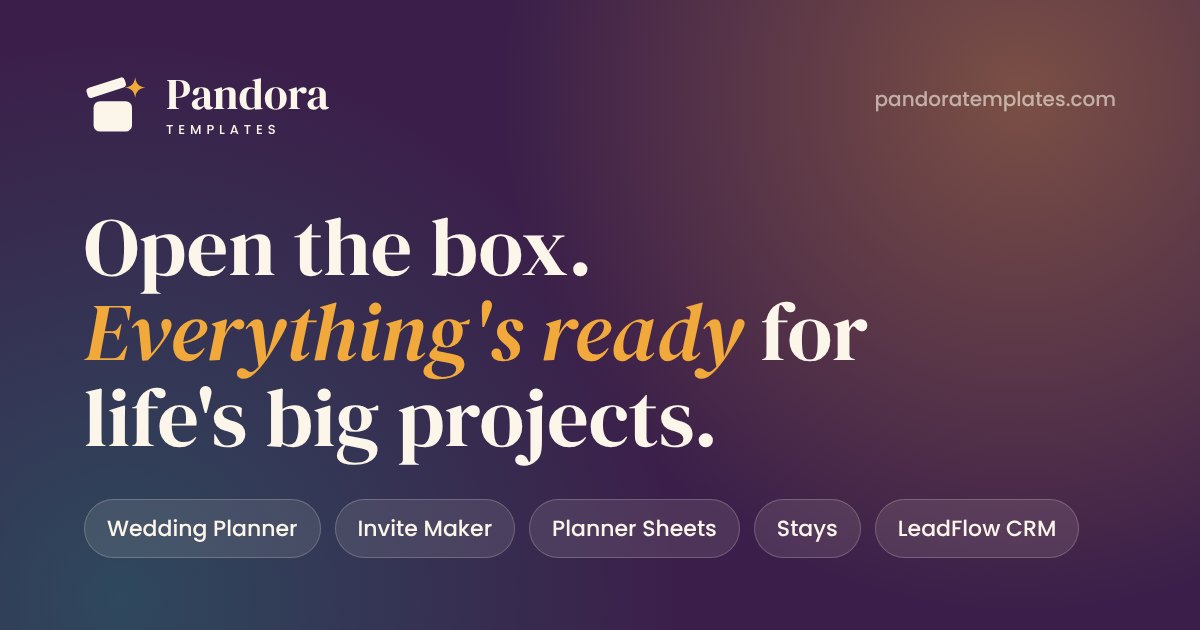 Pandora
TEMPLATES
pandoratemplates.com
Open the box.
Everything's ready for
life's big projects.
Wedding Planner
Invite Maker
Planner Sheets
Stays
LeadFlow CRM